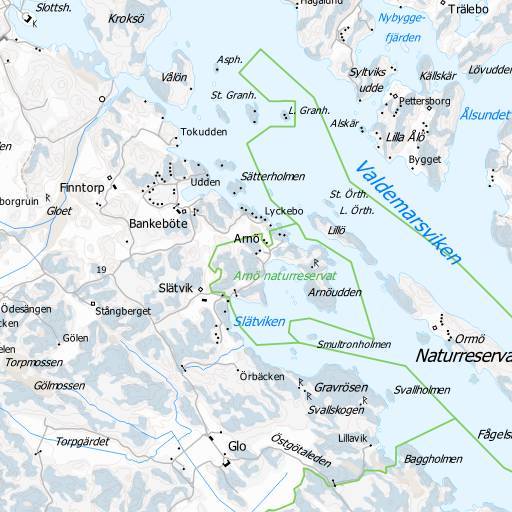 Hagalund
Trälebo
Slottsh.
Kroksö
Nybygge-
fjärden
Asph.
Vålön
Syltviks
udde
Källskär
Lövudden
St. Granh.
L. Granh.
Pettersborg
Ålsundet
Tokudden
Alskär
Lilla Ålö
Bygget
Finntorp
Udden
Sätterholmen
Valdemarsviken
borgruin
Gloet
Bankeböte
Lyckebo
St. Örth.
L. Örth.
Lillö
Arnö
19
Arnö naturreservat
Slätvik
Arnöudden
Ödesängen
Stångberget
Slätviken
Gölen
Smultronholmen
Ormö
Torpmossen
Naturreserva
Gölmossen
Örbäcken
Gravrösen
Svallholmen
Svallskogen
Torpgärdet
Glo
Östgötaleden
Lillavik
Fågels
Baggholmen